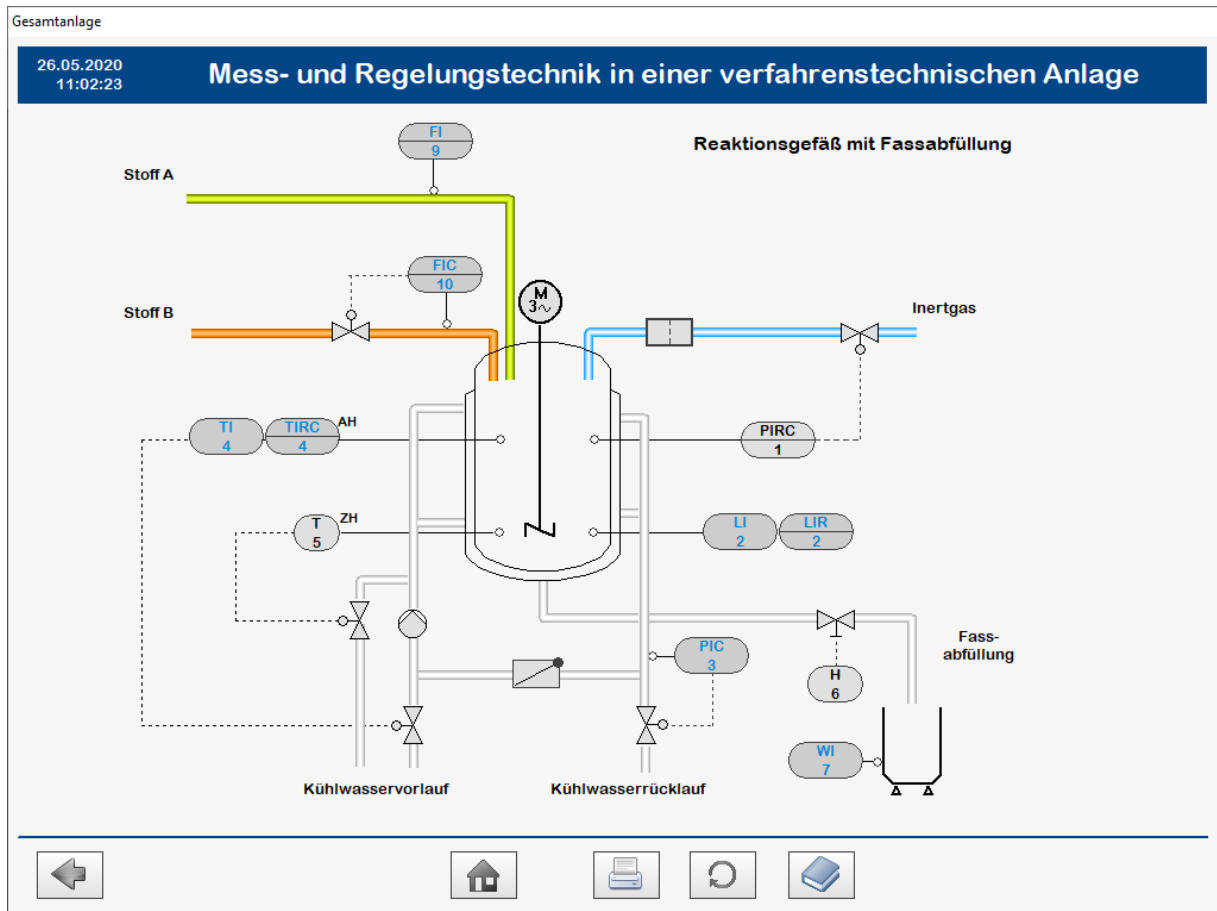 Gesamtanlage
26.05.2020
11:02:23
Mess- und Regelungstechnik in einer verfahrenstechnischen Anlage
Reaktionsgefäß mit Fassabfüllung
FI
9
Stoff A
FIC
10
M
3~
Stoff B
Inertgas
TI
4
TIRC
4
AH
PIRC
1
T
5
ZH
LI
2
LIR
2
Fass-
abfüllung
PIC
3
H
6
WI
7
Kühlwasservorlauf
Kühlwasserrücklauf